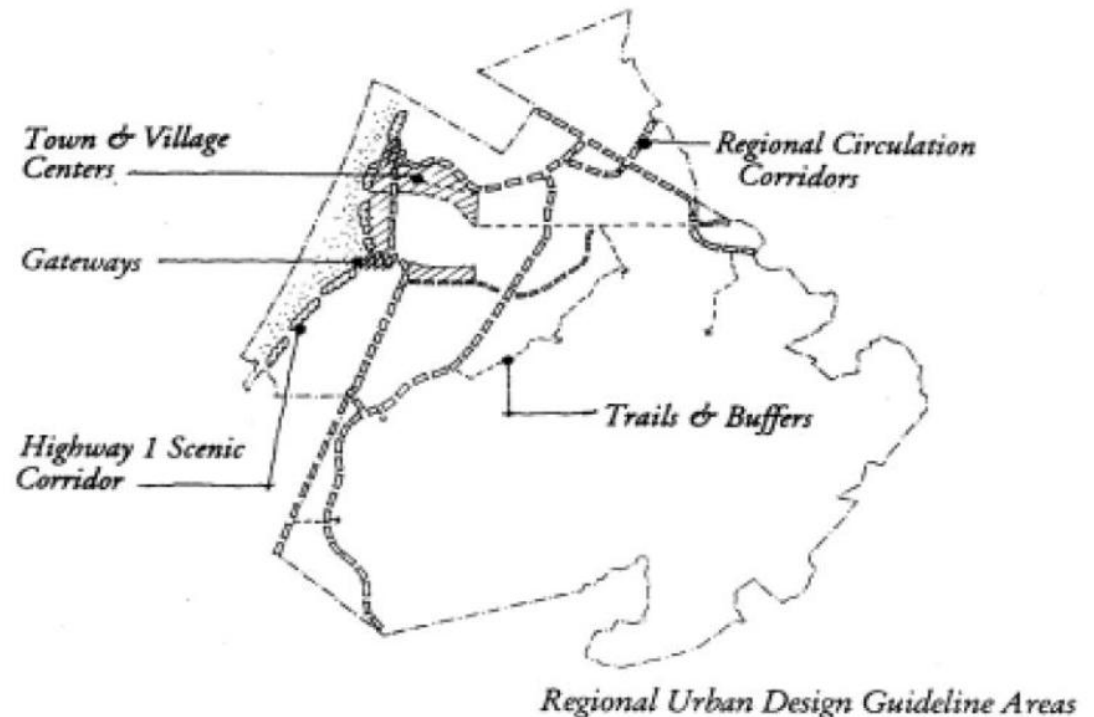 Town & Village
Centers
Regional Circulation
Corridors
Gateways
Trails & Buffers
Highway 1 Scenic
Corridor
Regional Urban Design Guideline Areas